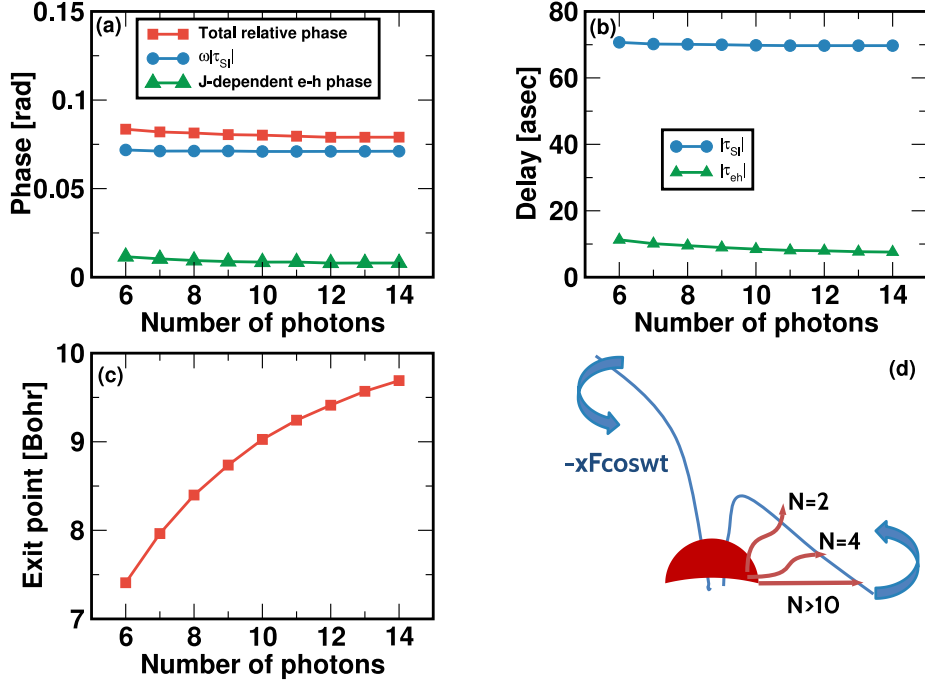 (a)
Phase [rad]
0.15
0.1
0.05
0
Total relative phase
ω|τSI|
J-dependent e-h phase
6 8 10 12 14
Number of photons
(b)
Delay [asec]
80
60
40
20
0
|τSI|
|τeh|
6 8 10 12 14
Number of photons
(c)
Exit point [Bohr]
10
9
8
7
6 8 10 12 14
Number of photons
(d)
-xFcoswt
N=2
N=4
N>10